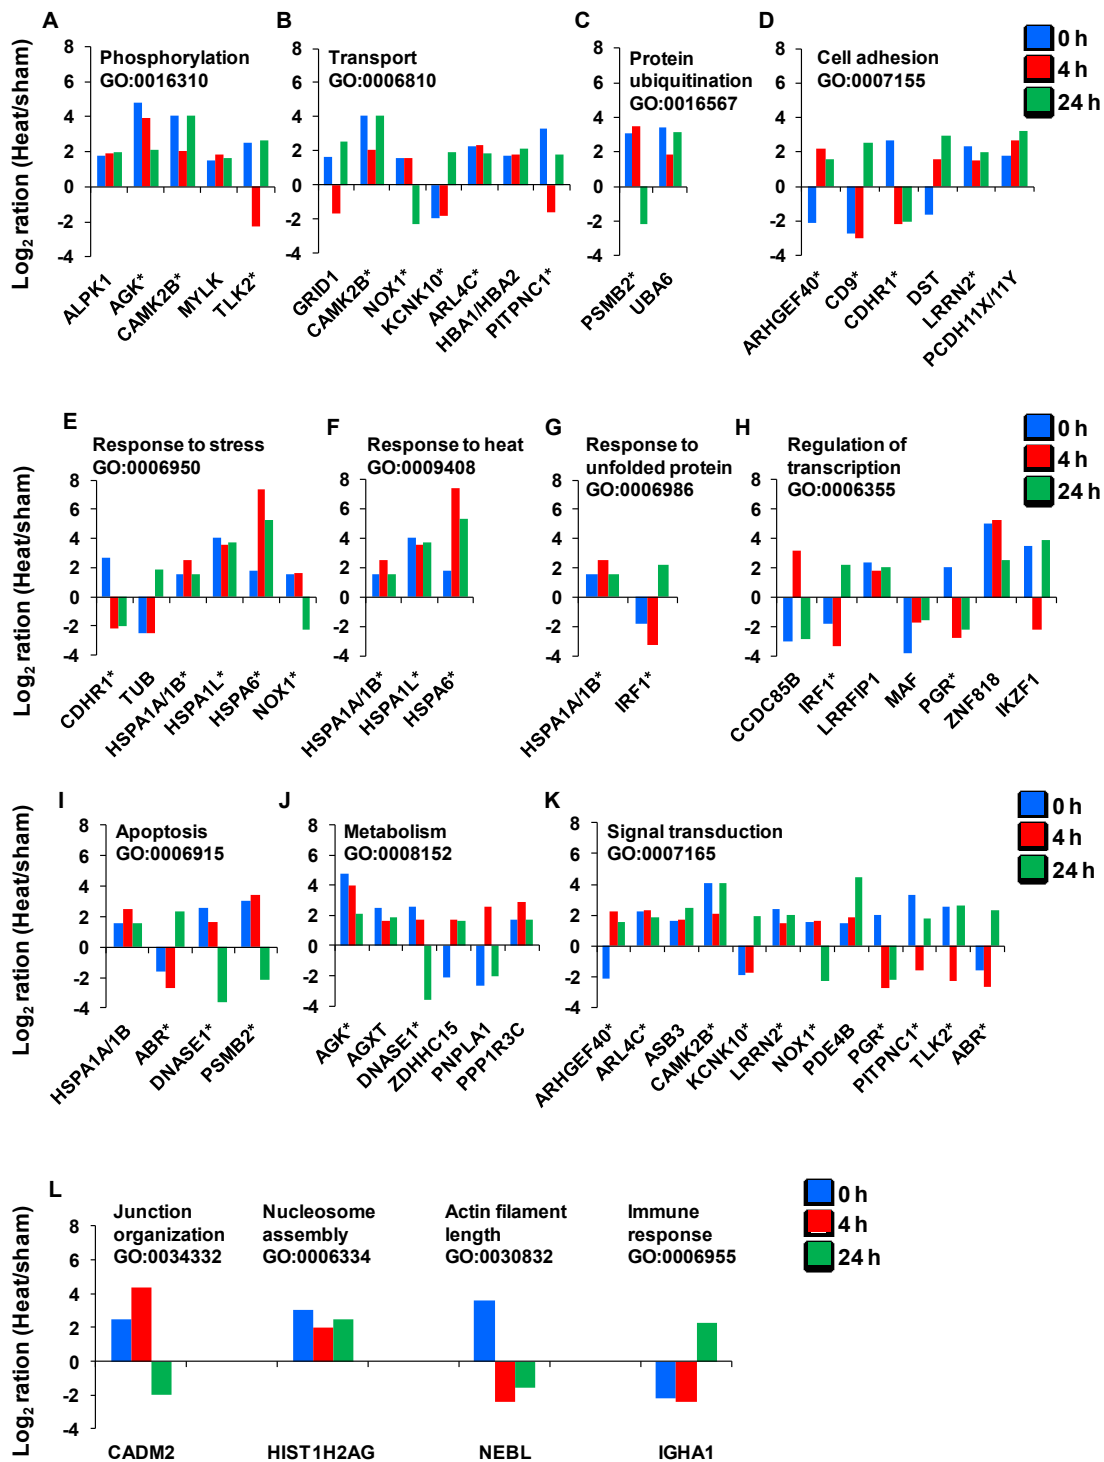 A
Phosphorylation
GO:0016310
Log2 ration (Heat/sham)
8
6
4
2
0
-2
-4
ALPK1
AGK*
CAMK2B*
MYLK
TLK2*
B
Transport
GO:0006810
8
6
4
2
0
-2
-4
GRID1
CAMK2B*
NOX1*
KCNK10*
ARL4C*
HBA1/HBA2
PITPNC1*
C
Protein
ubiquitination
GO:0016567
8
6
4
2
0
-2
-4
PSMB2*
UBA6
D
Cell adhesion
GO:0007155
8
6
4
2
0
-2
-4
ARHGEF40*
CD9*
CDHR1*
DST
LRRN2*
PCDH11X/11Y
0 h
4 h
24 h
E
Response to stress
GO:0006950
Log2 ration (Heat/sham)
8
6
4
2
0
-2
-4
CDHR1*
TUB
HSPA1A/1B*
HSPA1L*
HSPA6*
NOX1*
F
Response to heat
GO:0009408
8
6
4
2
0
-2
-4
HSPA1A/1B*
HSPA1L*
HSPA6*
G
Response to
unfolded protein
GO:0006986
8
6
4
2
0
-2
-4
HSPA1A/1B*
IRF1*
H
Regulation of
transcription
GO:0006355
8
6
4
2
0
-2
-4
CCDC85B
IRF1*
LRRFIP1
MAF
PGR*
ZNF818
IKZF1
0 h
4 h
24 h
I
Apoptosis
GO:0006915
Log2 ration (Heat/sham)
8
6
4
2
0
-2
-4
HSPA1A/1B
ABR*
DNASE1*
PSMB2*
J
Metabolism
GO:0008152
8
6
4
2
0
-2
-4
AGK*
AGXT
DNASE1*
ZDHHC15
PNPLA1
PPP1R3C
K
Signal transduction
GO:0007165
8
6
4
2
0
-2
-4
ARHGEF40*
ARL4C*
ASB3
CAMK2B*
KCNK10*
LRRN2*
NOX1*
PDE4B
PGR*
PITPNC1*
TLK2*
ABR*
0 h
4 h
24 h
L
Log2 ration (Heat/sham)
8
6
4
2
0
-2
-4
Junction
organization
GO:0034332
Nucleosome
assembly
GO:0006334
Actin filament
length
GO:0030832
Immune
response
GO:0006955
CADM2
HIST1H2AG
NEBL
IGHA1
0 h
4 h
24 h